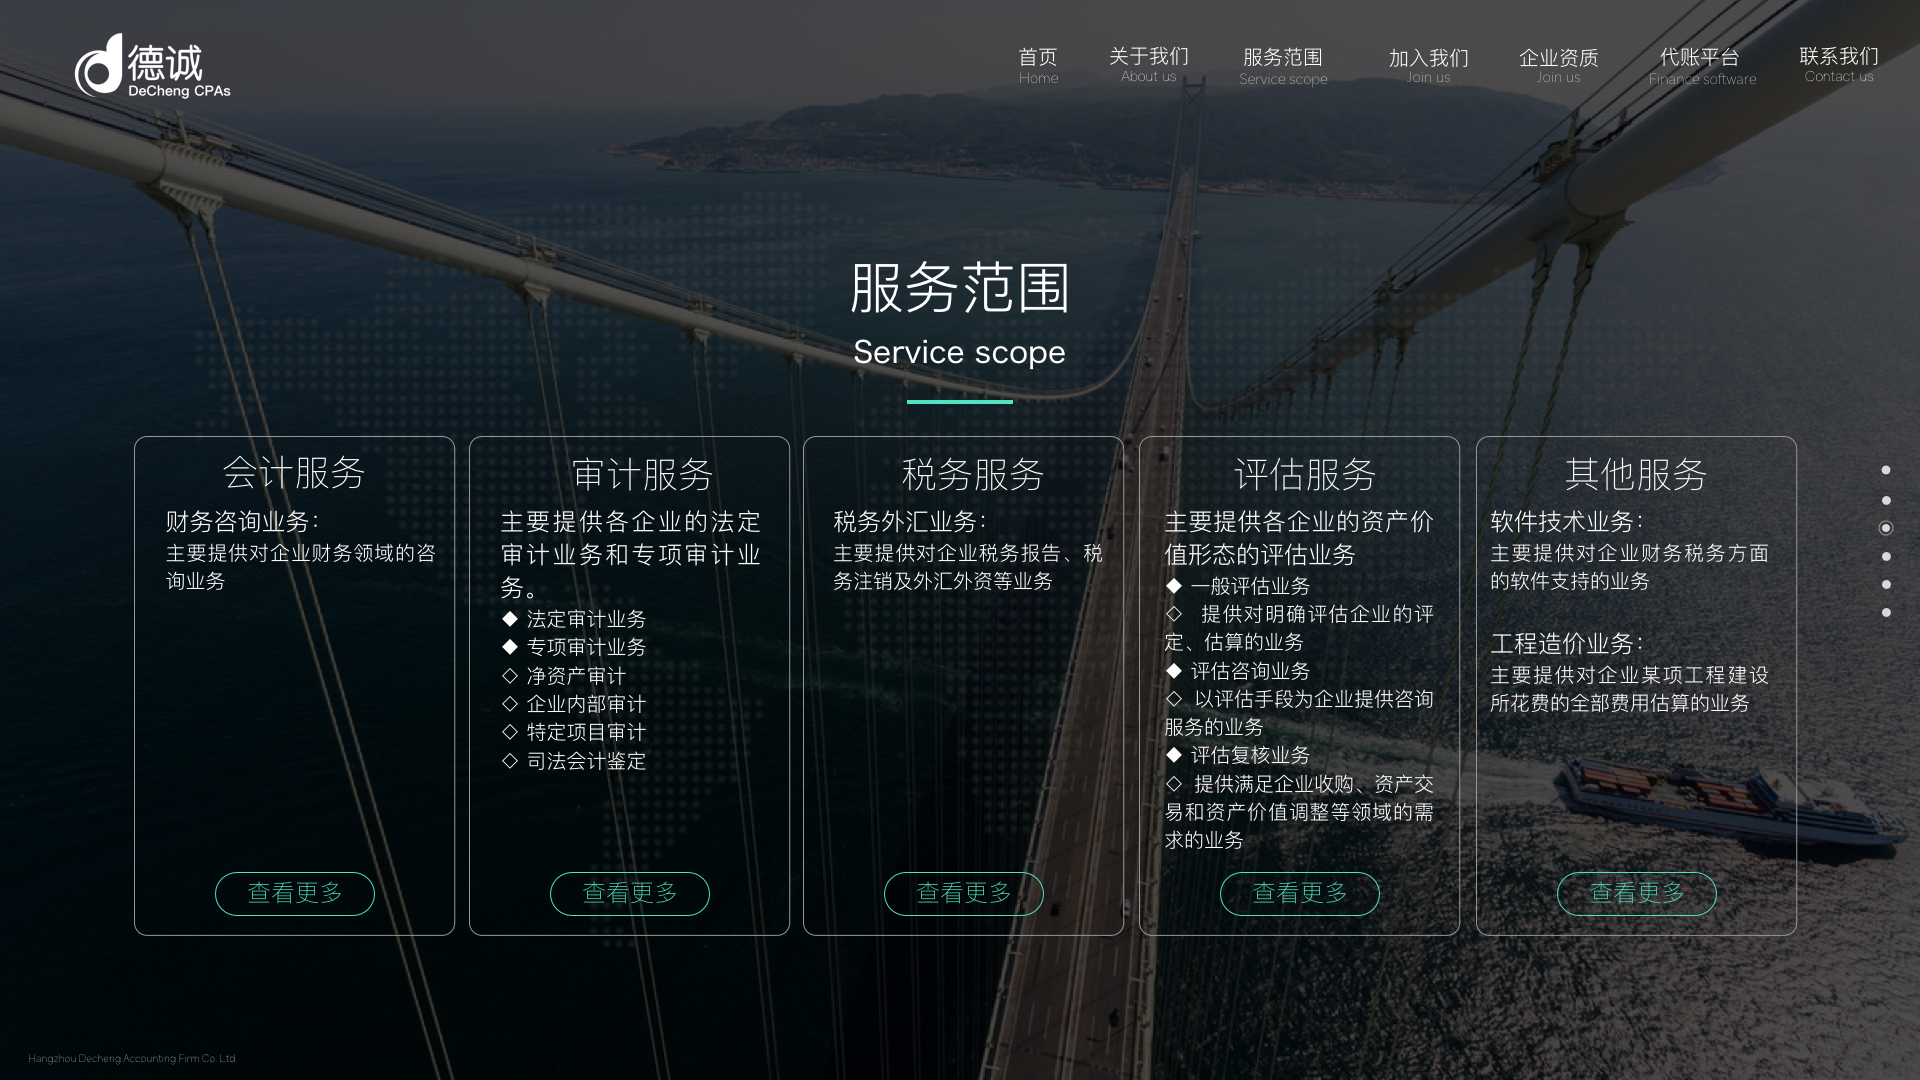 德诚
DeCheng CPAs
首页
Home
关于我们
About us
服务范围
Service scope
加入我们
Join us
企业资质
Join us
代账平台
Finance software
联系我们
Contact us
服务范围
Service scope
会计服务
财务咨询业务：
主要提供对企业财务领域的咨
询业务
查看更多
审计服务
主要提供各企业的法定
审计业务和专项审计业
务。
◆ 法定审计业务
◆ 专项审计业务
◇ 净资产审计
◇ 企业内部审计
◇ 特定项目审计
◇ 司法会计鉴定
查看更多
税务服务
税务外汇业务：
主要提供对企业税务报告、税
务注销及外汇外资等业务
查看更多
评估服务
主要提供各企业的资产价
值形态的评估业务
◆ 一般评估业务
◇ 提供对明确评估企业的评
定、估算的业务
◆ 评估咨询业务
◇ 以评估手段为企业提供咨询
服务的业务
◆ 评估复核业务
◇ 提供满足企业收购、资产交
易和资产价值调整等领域的需
求的业务
查看更多
其他服务
软件技术业务：
主要提供对企业财务税务方面
的软件支持的业务
工程造价业务：
主要提供对企业某项工程建设
所花费的全部费用估算的业务
查看更多
Hangzhou Decheng Accounting Firm Co. Ltd.